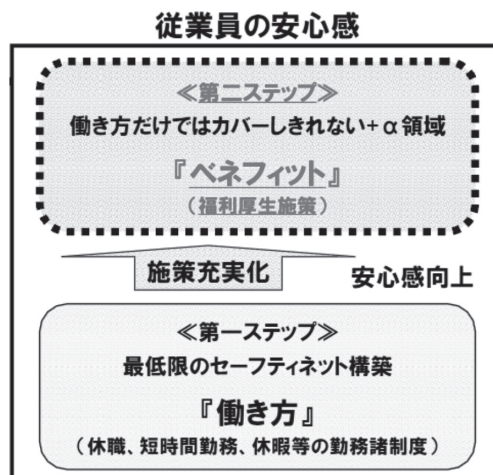 従業員の安心感
≪第二ステップ≫
働き方だけではカバーしきれない+α領域
『ベネフィット』
（福利厚生施策）
施策充実化
安心感向上
≪第一ステップ≫
最低限のセーフティネット構築
『働き方』
（休職、短時間勤務、休暇等の勤務諸制度）